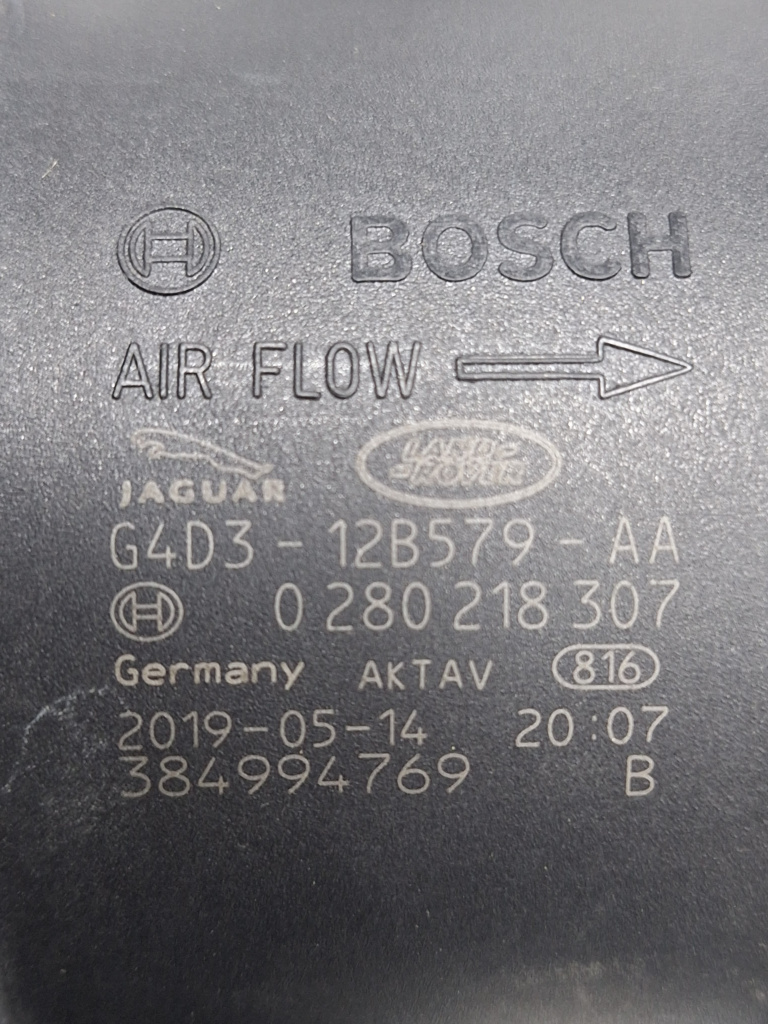 BOSCH
AIR FLOW
JAGUAR LAND ROVER
G4D3-12B579-AA
0 280 218 307
Germany AKTAV 816
2019-05-14 20:07
384994769 B